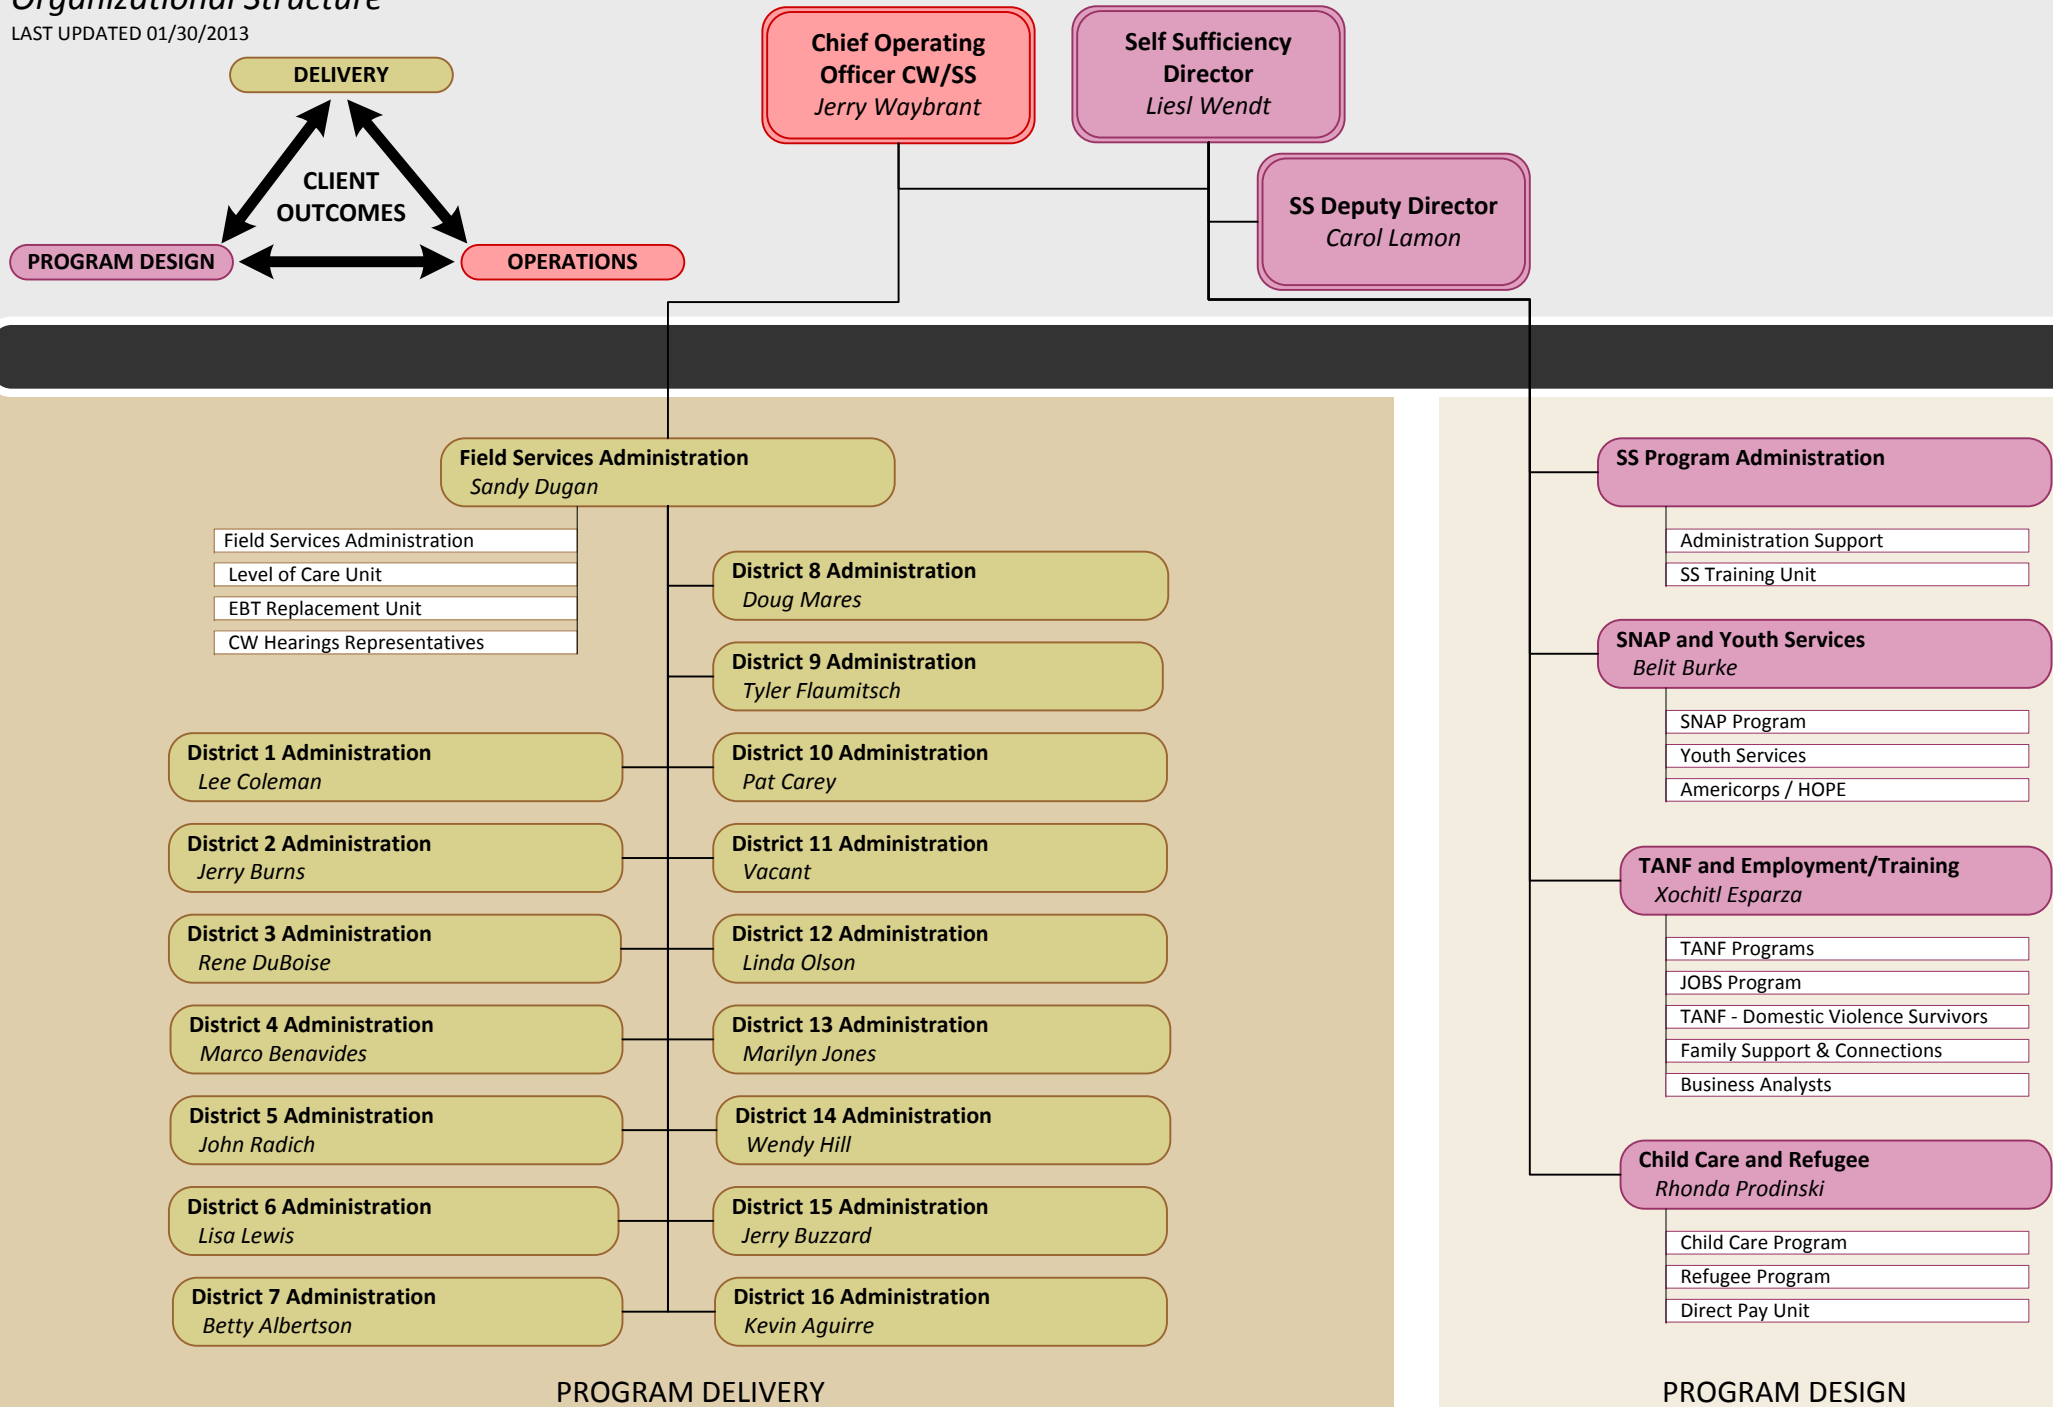 Organizational Structure
LAST UPDATED 01/30/2013
DELIVERY
CLIENT
OUTCOMES
PROGRAM DESIGN
OPERATIONS
Chief Operating
Officer CW/SS
Jerry Waybrant
Self Sufficiency
Director
Liesl Wendt
SS Deputy Director
Carol Lamon
Field Services Administration
Sandy Dugan
Field Services Administration
Level of Care Unit
EBT Replacement Unit
CW Hearings Representatives
District 1 Administration
Lee Coleman
District 2 Administration
Jerry Burns
District 3 Administration
Rene DuBoise
District 4 Administration
Marco Benavides
District 5 Administration
John Radich
District 6 Administration
Lisa Lewis
District 7 Administration
Betty Albertson
District 8 Administration
Doug Mares
District 9 Administration
Tyler Flaumitsch
District 10 Administration
Pat Carey
District 11 Administration
Vacant
District 12 Administration
Linda Olson
District 13 Administration
Marilyn Jones
District 14 Administration
Wendy Hill
District 15 Administration
Jerry Buzzard
District 16 Administration
Kevin Aguirre
PROGRAM DELIVERY
SS Program Administration
Administration Support
SS Training Unit
SNAP and Youth Services
Belit Burke
SNAP Program
Youth Services
Americorps / HOPE
TANF and Employment/Training
Xochitl Esparza
TANF Programs
JOBS Program
TANF - Domestic Violence Survivors
Family Support & Connections
Business Analysts
Child Care and Refugee
Rhonda Prodinski
Child Care Program
Refugee Program
Direct Pay Unit
PROGRAM DESIGN